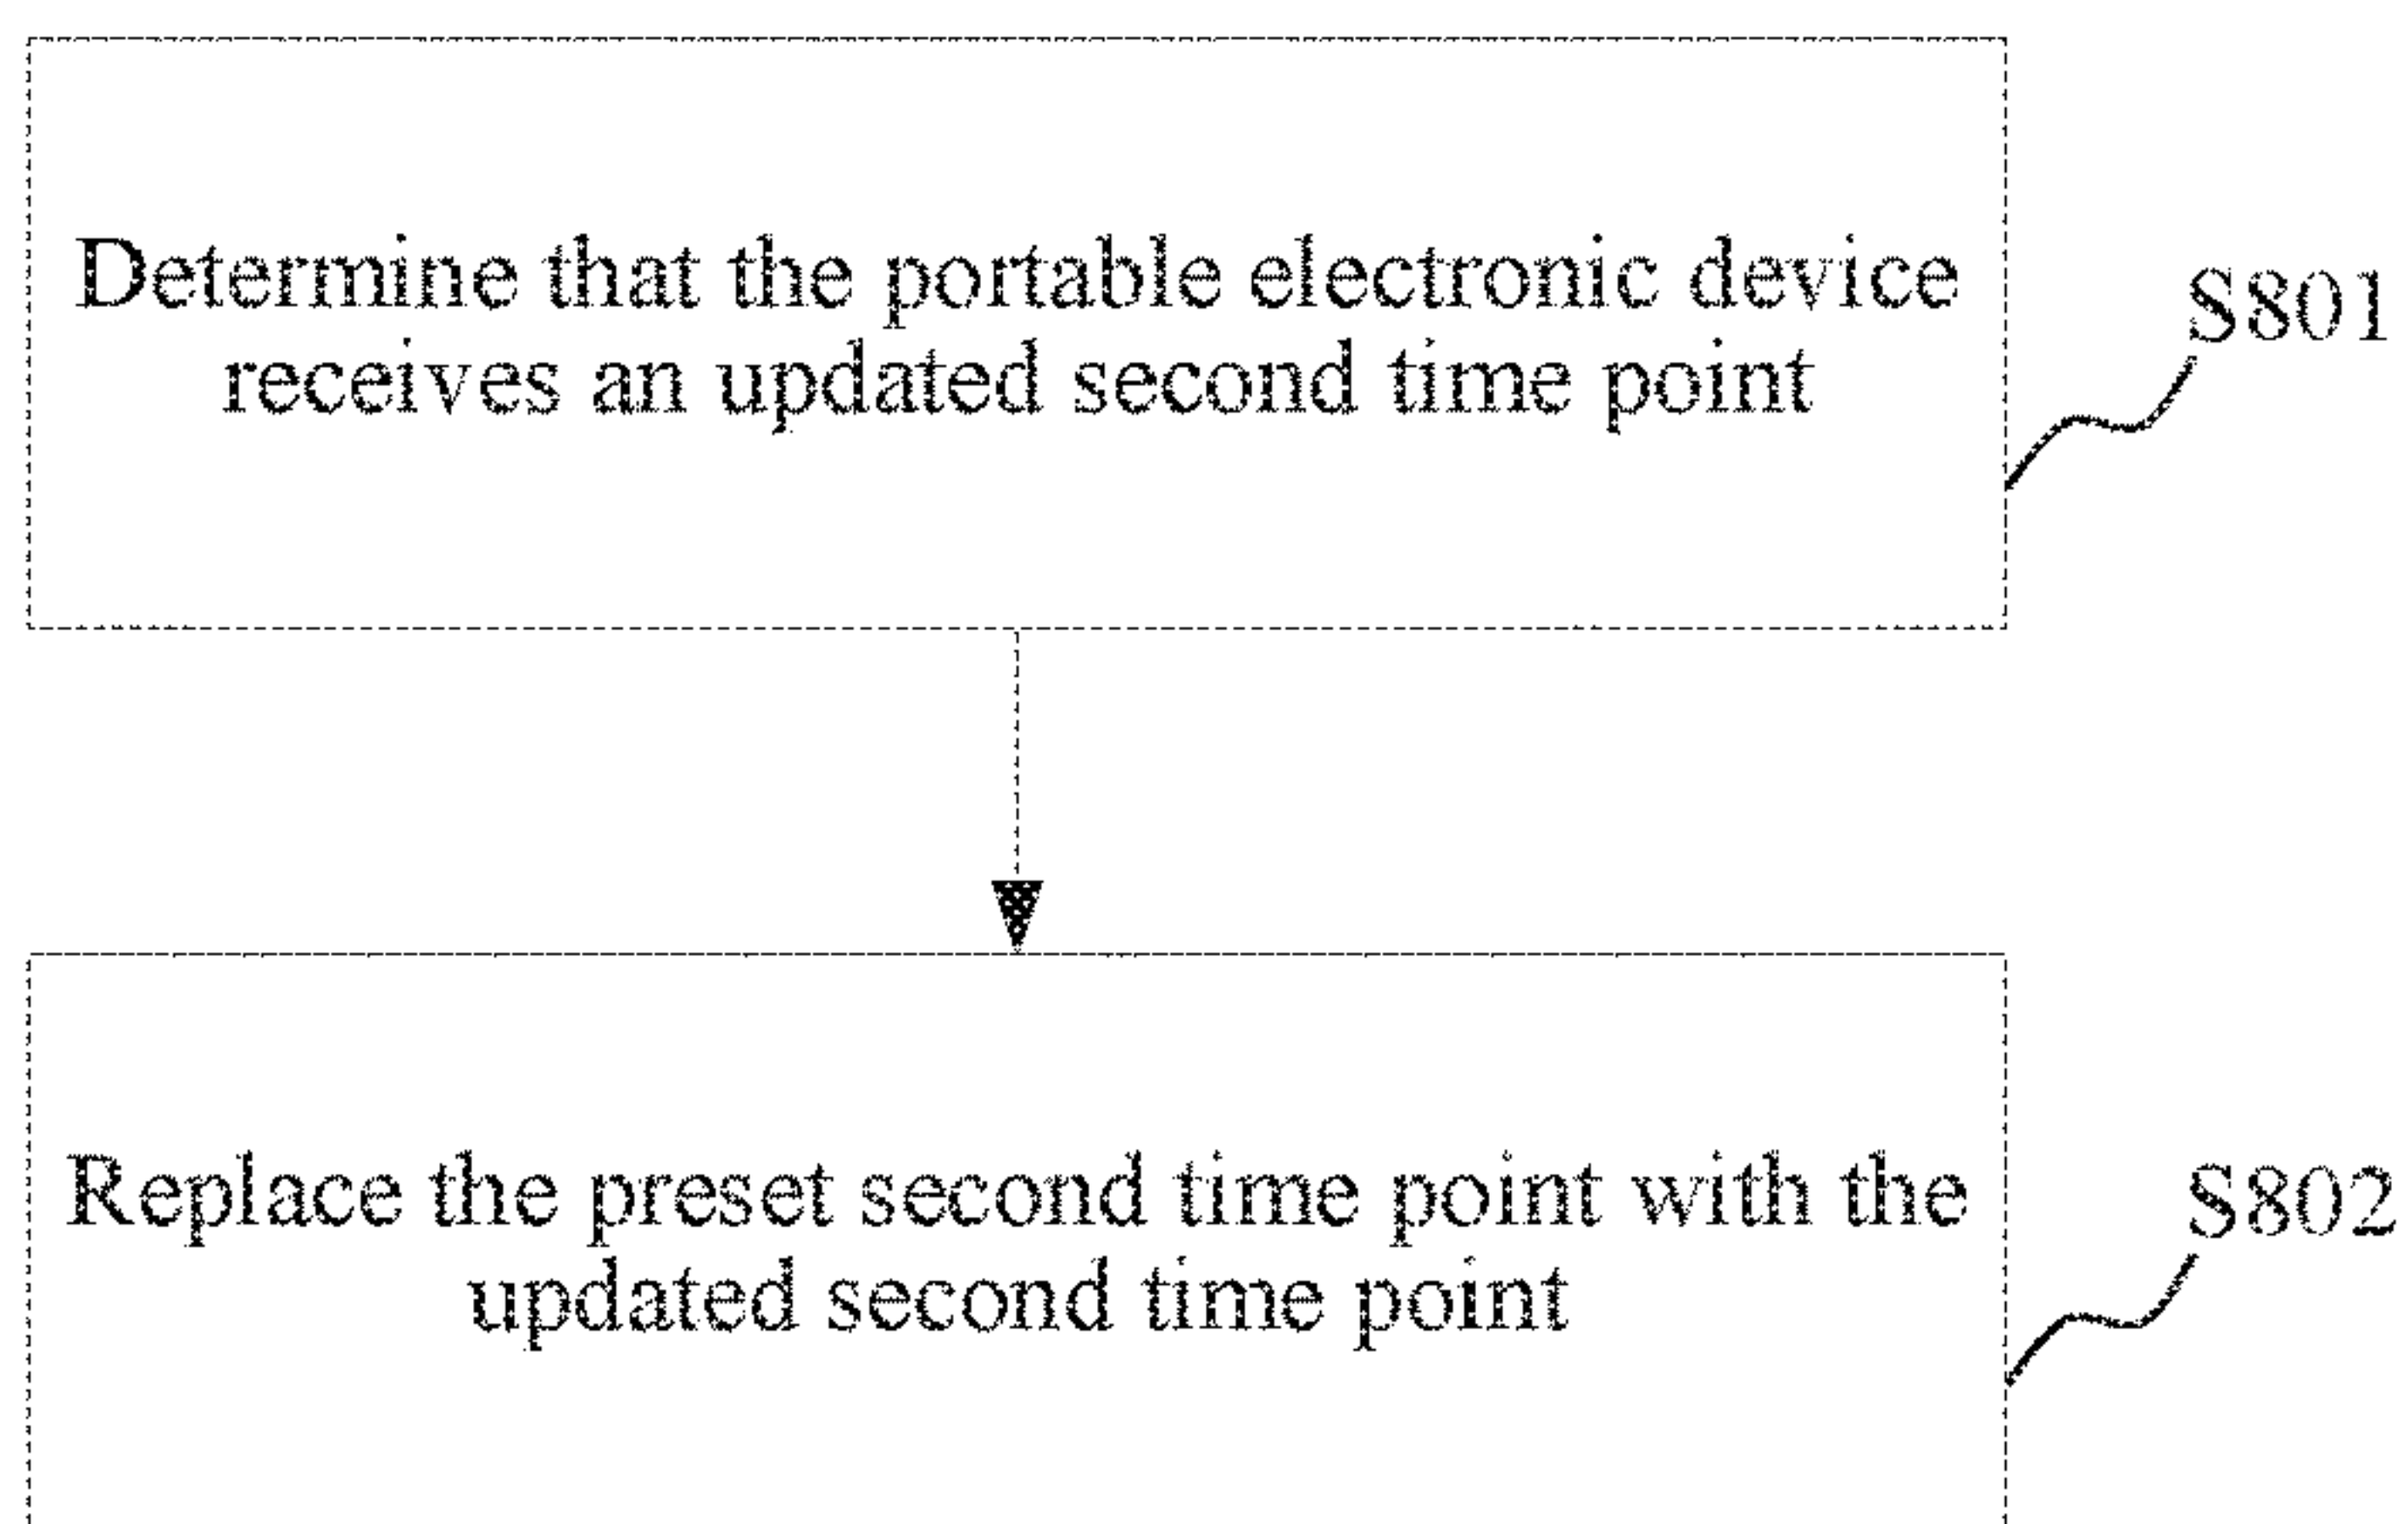 Determine that the portable electronic device
receives an updated second time point
S801
Replace the preset second time point with the
updated second time point
S802